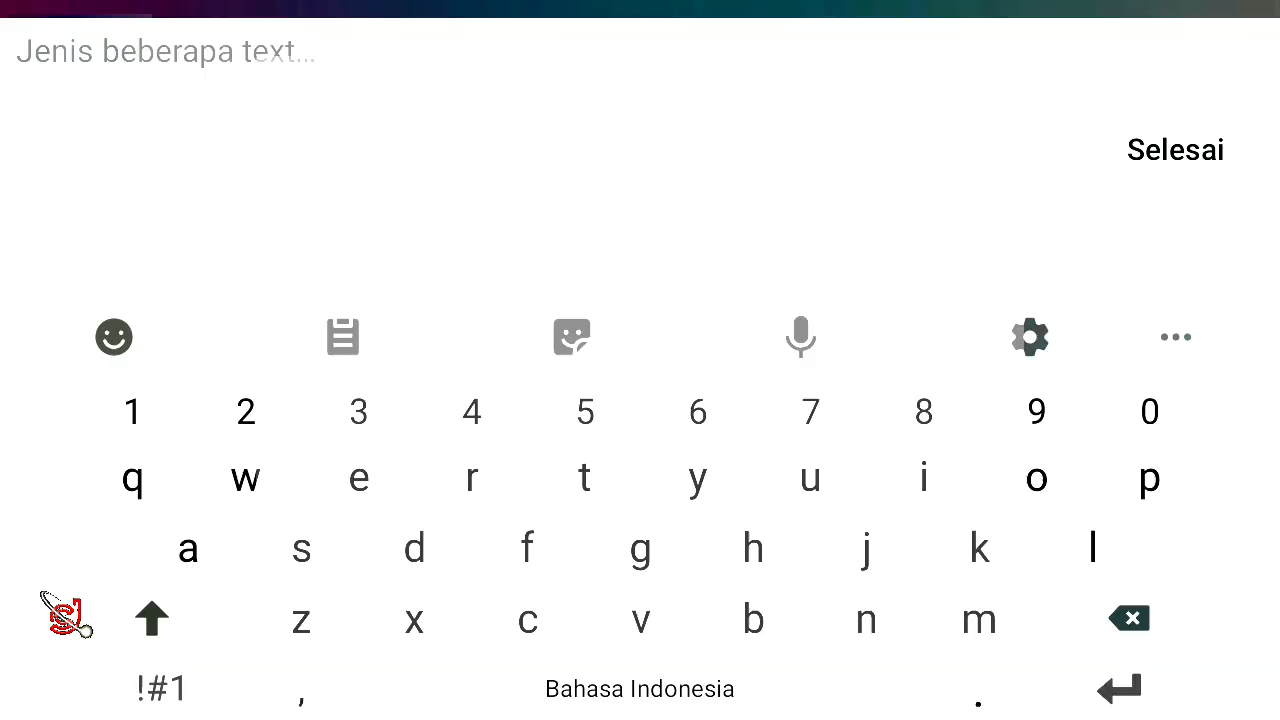 Jenis beberapa text...
Selesai
1 2 3 4 5 6 7 8 9 0
q w e r t y u i o p
a s d f g h j k l
z x c v b n m
!#1 , Bahasa Indonesia .